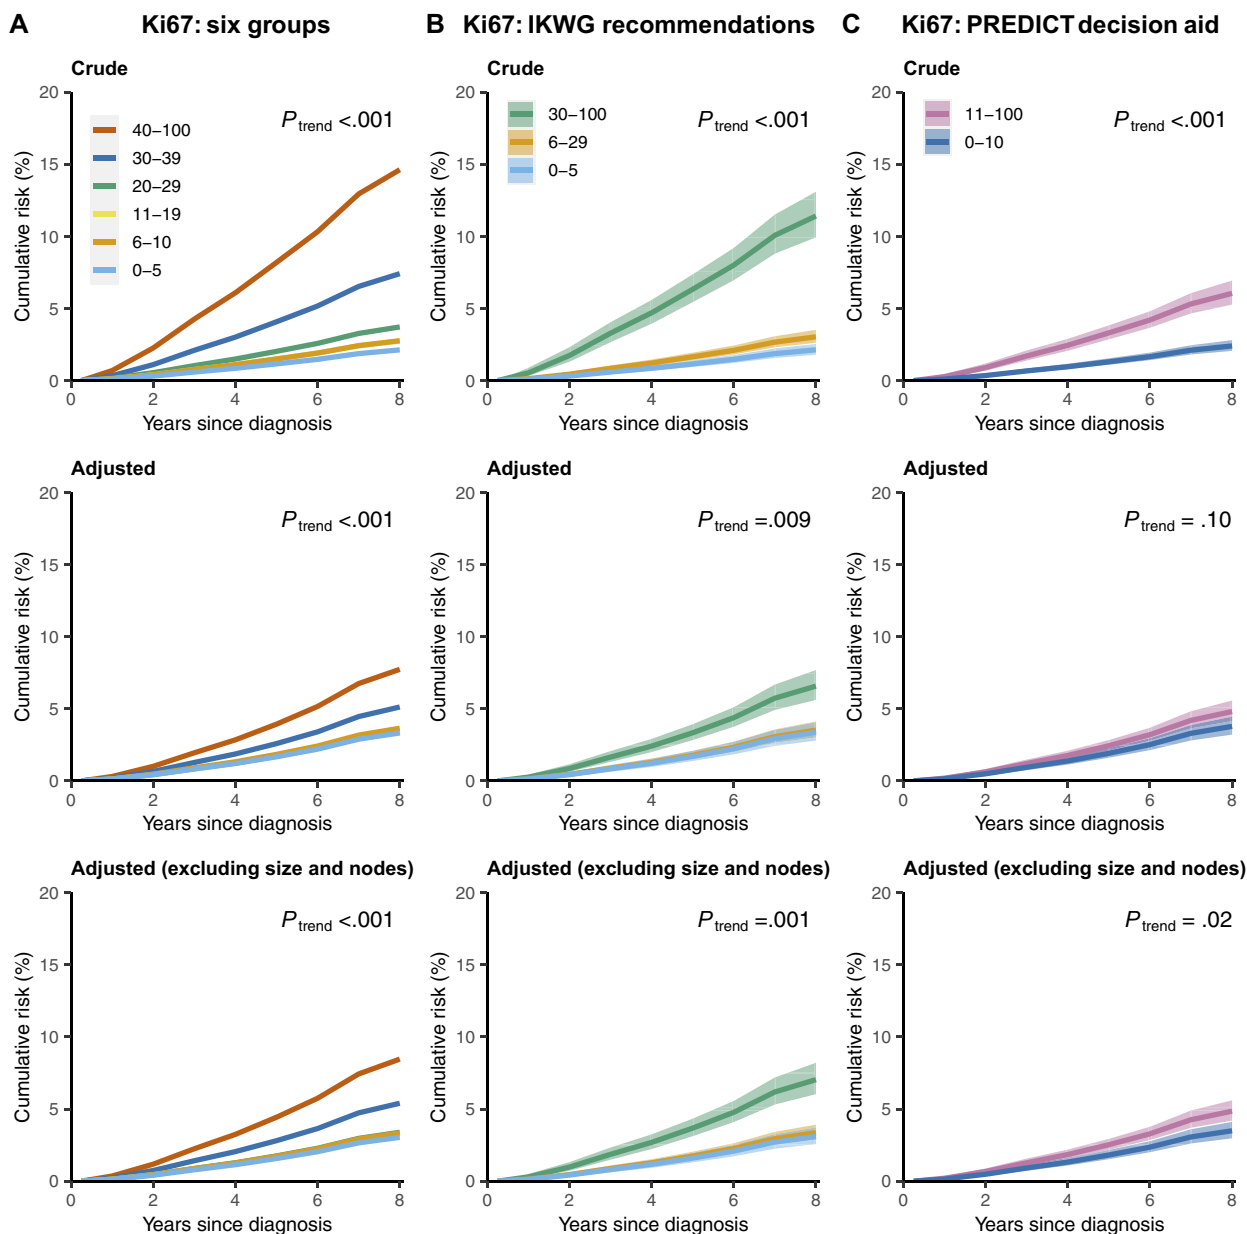 A Ki67: six groups
B Ki67: IKWG recommendations
C Ki67: PREDICT decision aid
Crude
20
15
10
5
0
Cumulative risk (%)
40–100
30–39
20–29
11–19
6–10
0–5
P trend <.001
0 2 4 6 8
Years since diagnosis
Crude
20
15
10
5
0
Cumulative risk (%)
30–100
6–29
0–5
P trend <.001
0 2 4 6 8
Years since diagnosis
Crude
20
15
10
5
0
Cumulative risk (%)
11–100
0–10
P trend <.001
0 2 4 6 8
Years since diagnosis
Adjusted
20
15
10
5
0
Cumulative risk (%)
P trend <.001
0 2 4 6 8
Years since diagnosis
Adjusted
20
15
10
5
0
Cumulative risk (%)
P trend =.009
0 2 4 6 8
Years since diagnosis
Adjusted
20
15
10
5
0
Cumulative risk (%)
P trend = .10
0 2 4 6 8
Years since diagnosis
Adjusted (excluding size and nodes)
20
15
10
5
0
Cumulative risk (%)
P trend <.001
0 2 4 6 8
Years since diagnosis
Adjusted (excluding size and nodes)
20
15
10
5
0
Cumulative risk (%)
P trend =.001
0 2 4 6 8
Years since diagnosis
Adjusted (excluding size and nodes)
20
15
10
5
0
Cumulative risk (%)
P trend = .02
0 2 4 6 8
Years since diagnosis